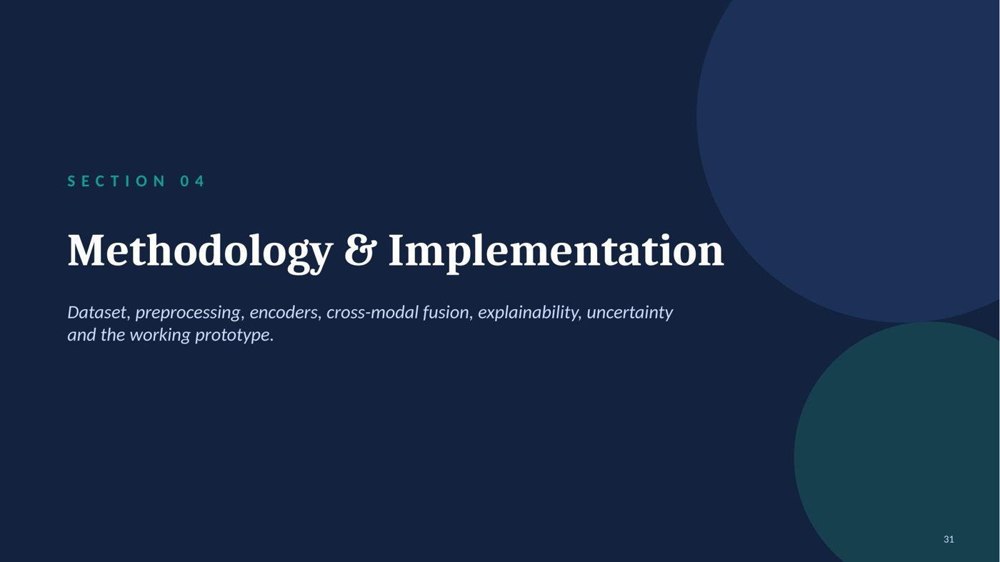 SECTION 04
Methodology & Implementation
Dataset, preprocessing, encoders, cross-modal fusion, explainability, uncertainty
and the working prototype.
31